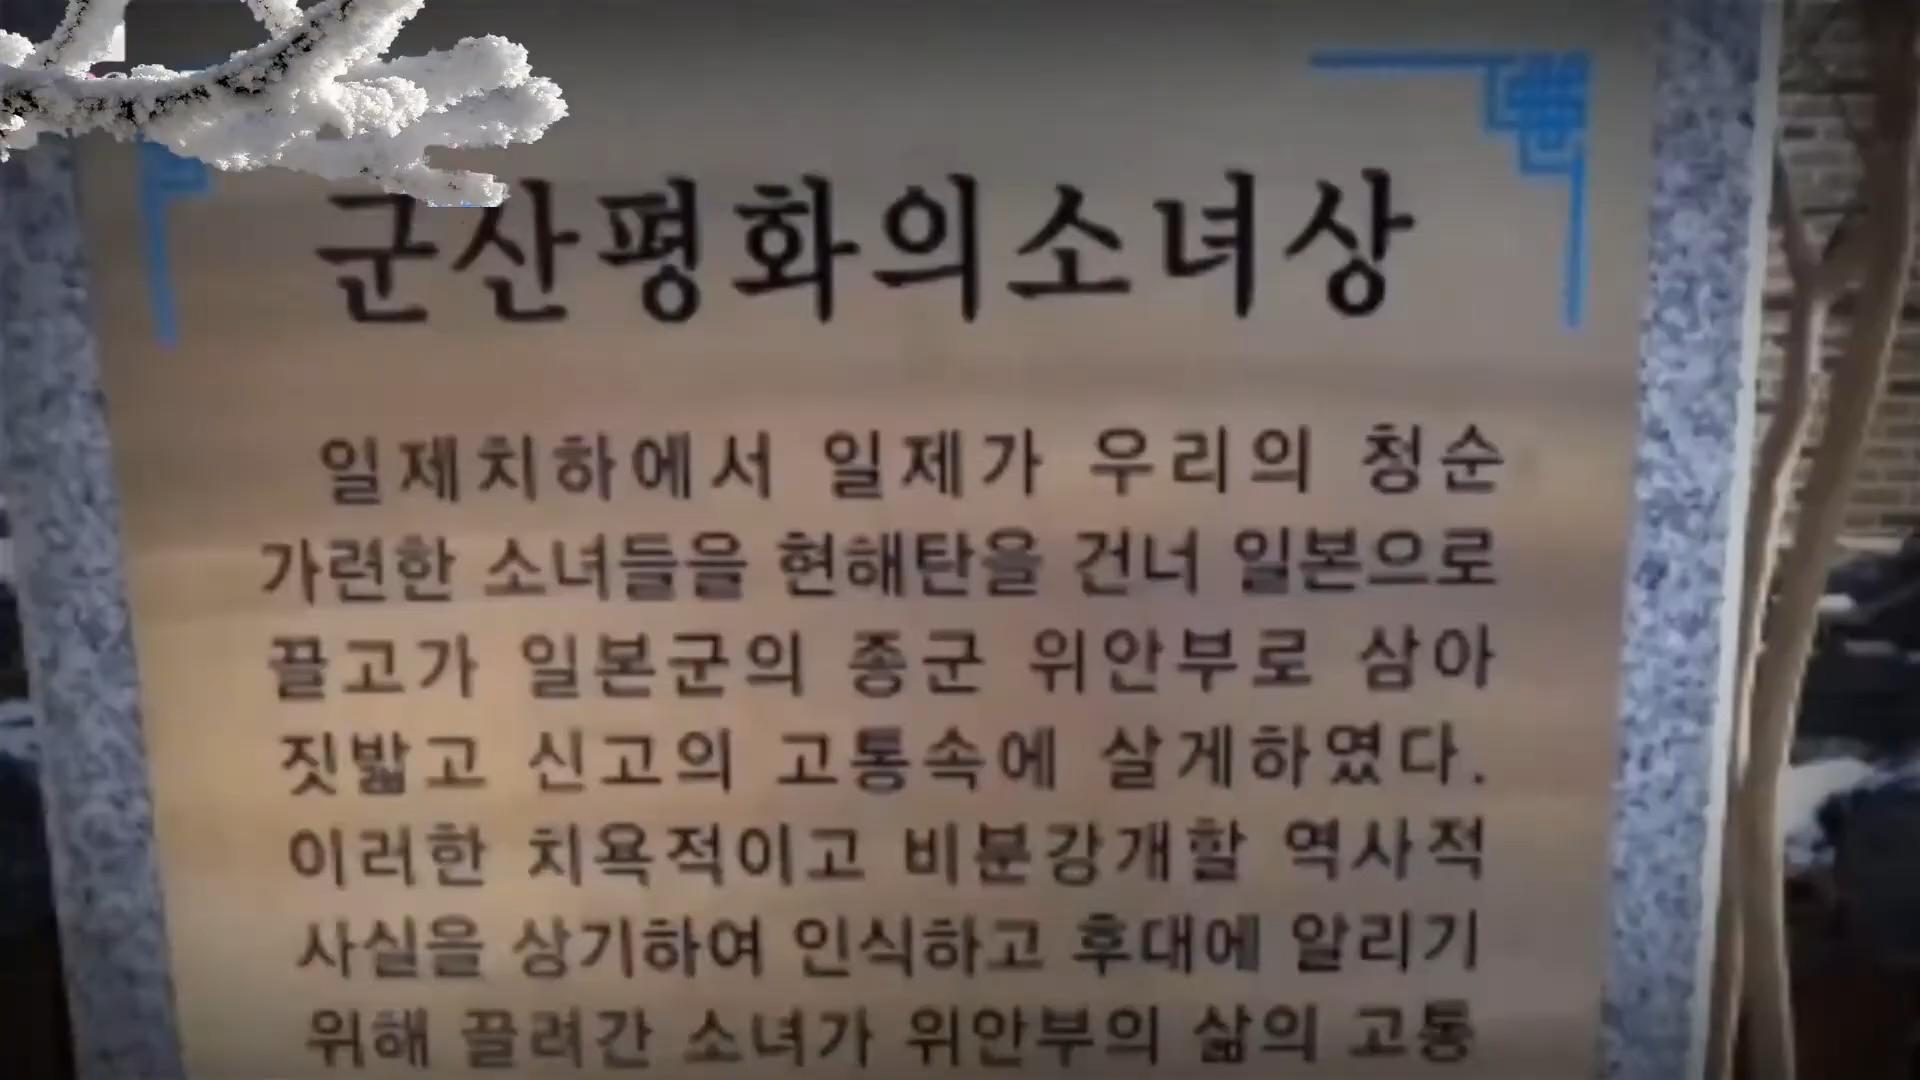 군산평화의소녀상
일제치하에서 일제가 우리의 청순
가련한 소녀들을 현해탄을 건너 일본으로
끌고가 일본군의 종군 위안부로 삼아
짓밟고 신고의 고통속에 살게하였다.
이러한 치욕적이고 비분강개할 역사적
사실을 상기하여 인식하고 후대에 알리기
위해 끌려간 소녀가 위안부의 삶의 고통